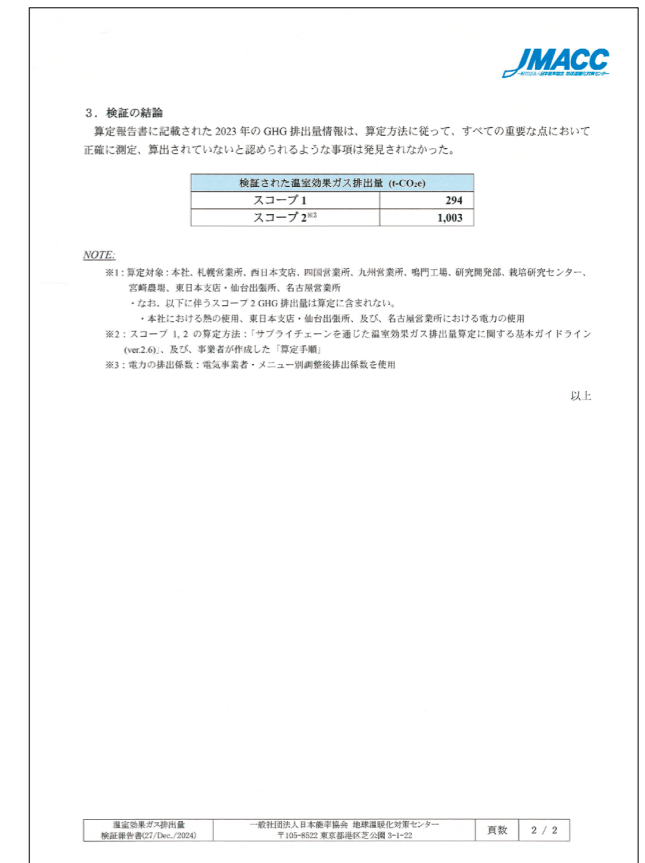 JMACC
一般社団法人日本能率協会 地球温暖化対策センター
3．検証の結論
算定報告書に記載された 2023 年の GHG 排出量情報は、算定方法に従って、すべての重要な点において
正確に測定、算出されていないと認められるような事項は発見されなかった。
検証された温室効果ガス排出量 (t-CO₂e)
スコープ 1 294
スコープ 2※3 1,003
NOTE:
※1：算定対象：本社、札幌営業所、西日本支店、四国営業所、九州営業所、鳴門工場、研究開発部、栽培研究センター、
宮崎農場、東日本支店・仙台出張所、名古屋営業所
・なお、以下に伴うスコープ 2 GHG 排出量は算定に含まれない。
・本社における熱の使用、東日本支店・仙台出張所、及び、名古屋営業所における電力の使用
※2：スコープ 1, 2 の算定方法：「サプライチェーンを通じた温室効果ガス排出量算定に関する基本ガイドライン
(ver.2.6)」、及び、事業者が作成した「算定手順」
※3：電力の排出係数：電気事業者・メニュー別調整後排出係数を使用
以上
温室効果ガス排出量
検証報告書(27/Dec./2024)
一般社団法人日本能率協会 地球温暖化対策センター
〒105-8522 東京都港区芝公園 3-1-22
頁数 2 / 2